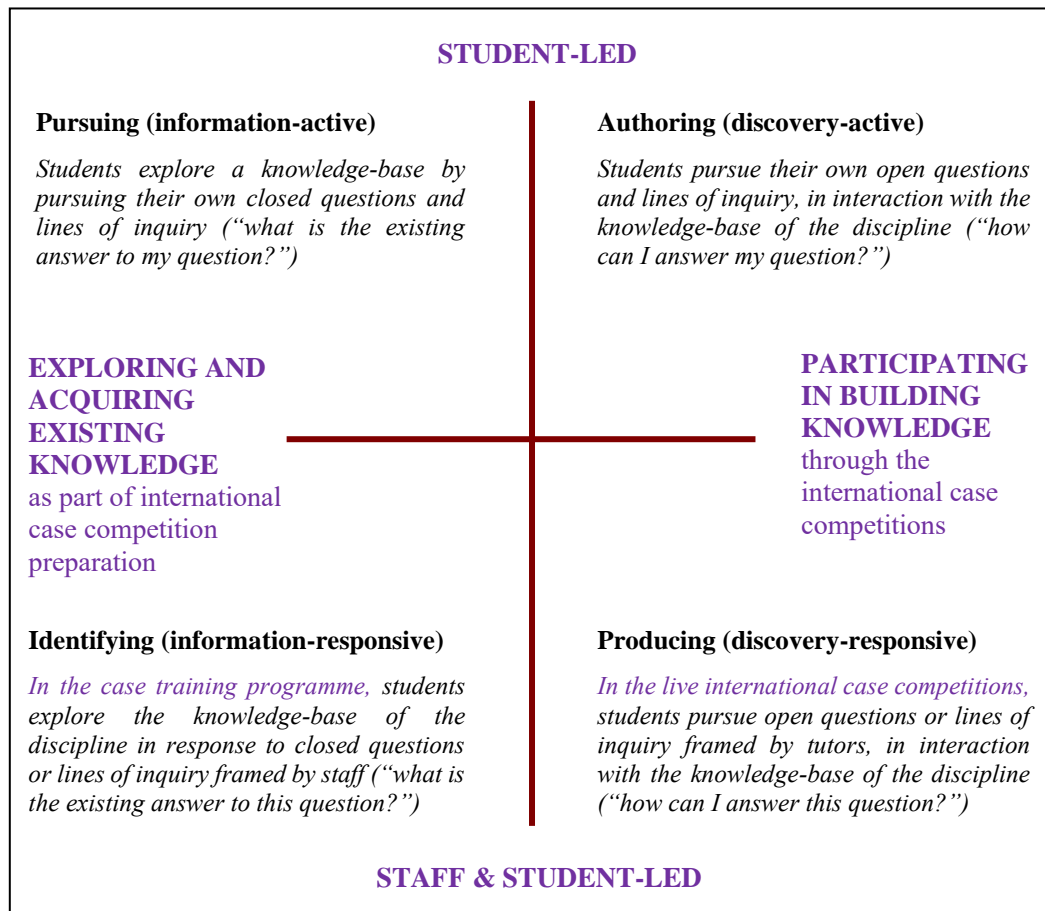 STUDENT-LED
Pursuing (information-active)
Students explore a knowledge-base by
pursuing their own closed questions and
lines of inquiry (“what is the existing
answer to my question?”)
Authoring (discovery-active)
Students pursue their own open questions
and lines of inquiry, in interaction with the
knowledge-base of the discipline (“how
can I answer my question?”)
EXPLORING AND
ACQUIRING
EXISTING
KNOWLEDGE
as part of international
case competition
preparation
PARTICIPATING
IN BUILDING
KNOWLEDGE
through the
international case
competitions
Identifying (information-responsive)
In the case training programme, students
explore the knowledge-base of the
discipline in response to closed questions
or lines of inquiry framed by staff (“what is
the existing answer to this question?”)
Producing (discovery-responsive)
In the live international case competitions,
students pursue open questions or lines of
inquiry framed by tutors, in interaction
with the knowledge-base of the discipline
(“how can I answer this question?”)
STAFF & STUDENT-LED